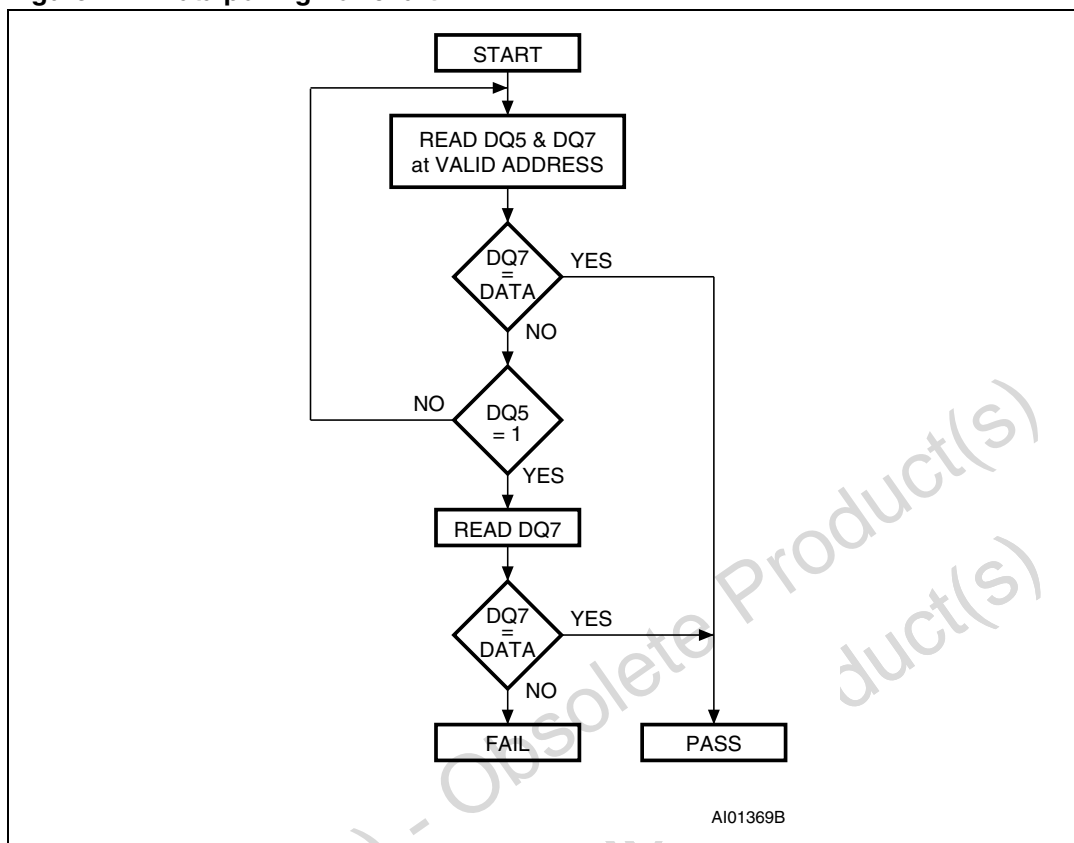 START
READ DQ5 & DQ7
at VALID ADDRESS
DQ7
=
DATA
YES
NO
DQ5
= 1
NO
YES
READ DQ7
DQ7
=
DATA
YES
NO
FAIL
PASS
AI01369B
) - Obsolete Product(s)
duct(s)